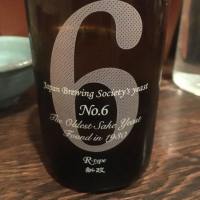 6
Japan Brewing Society's yeast
No.6
The Oldest Sake Yeast
Found in 1930
R-type